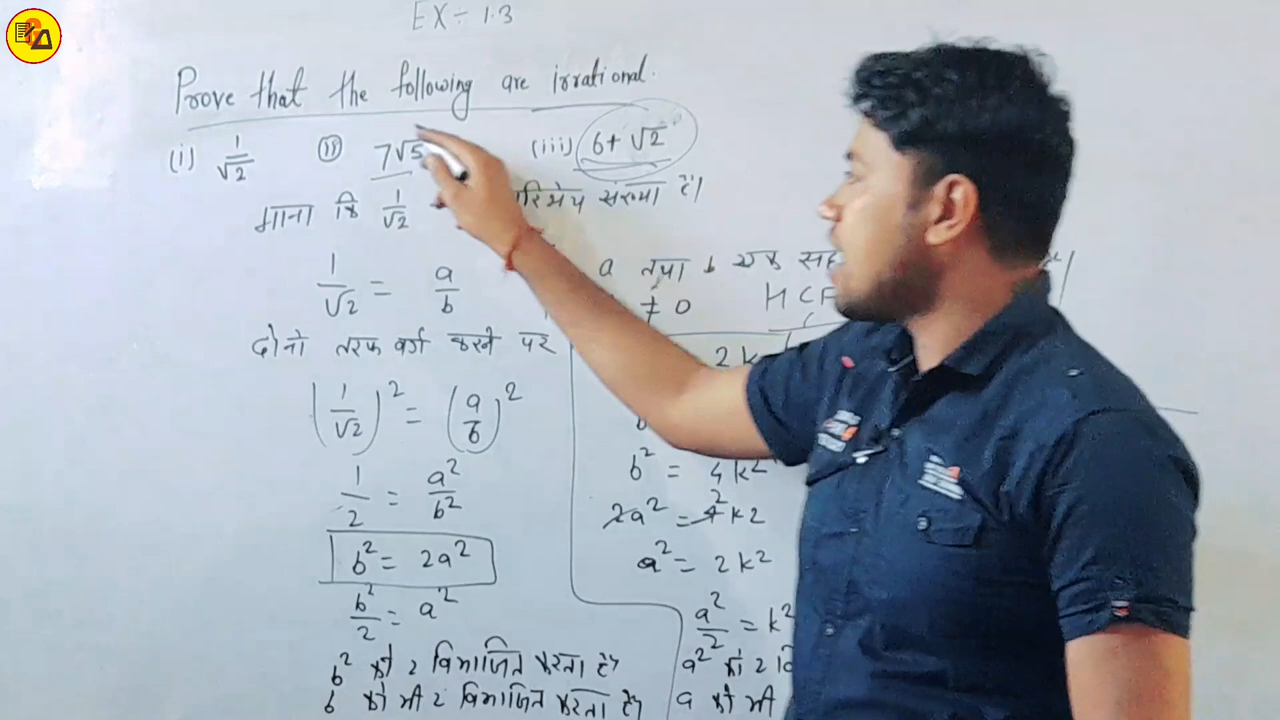 EX÷ 1.3
Prove that the following are irrational.
(i) 1/√2 (ii) 7√5 (iii) 6+√2
माना कि 1/√2 संख्या है।
1/√2 = a/b
a तथा b एक
≠ 0 HCF
दोनो तरफ वर्ग करने पर
(1/√2)² = (a/b)²
1/2 = a²/b²
b² = 2a²
b²/2 = a²
b² को 2 विभाजित करता है
b को भी 2 विभाजित करता है
2k
b
b² = 4k²
2a² = 4² k2
a² = 2k²
a²/2 = k²
a² को 2
a को भी